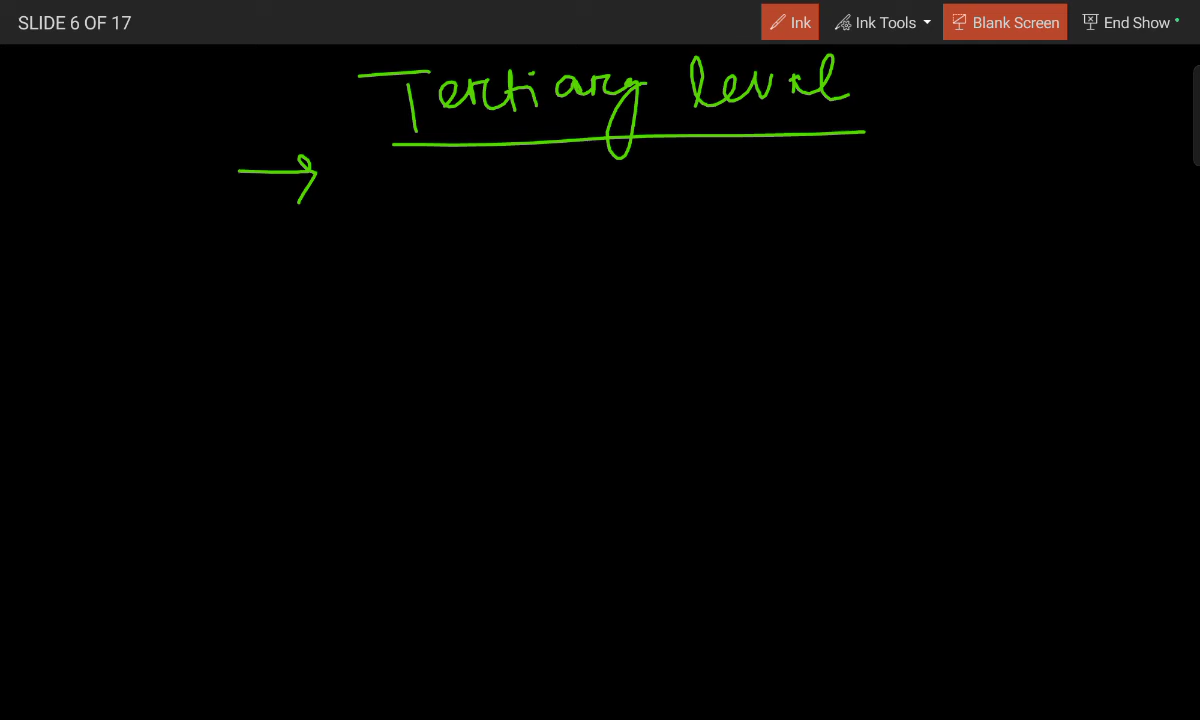 SLIDE 6 OF 17 Ink Ink Tools Blank Screen End Show
Tertiary level
→